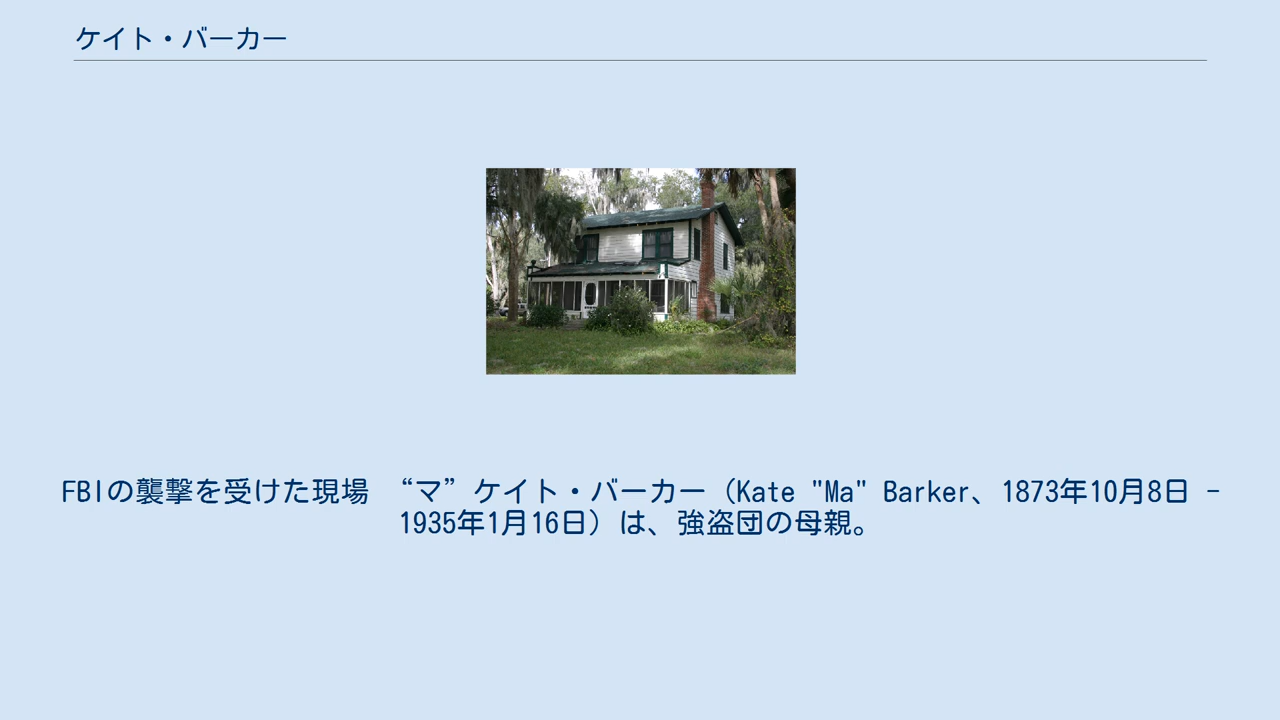 ケイト・バーカー
FBIの襲撃を受けた現場　“マ”ケイト・バーカー（Kate "Ma" Barker、1873年10月8日 -
1935年1月16日）は、強盗団の母親。